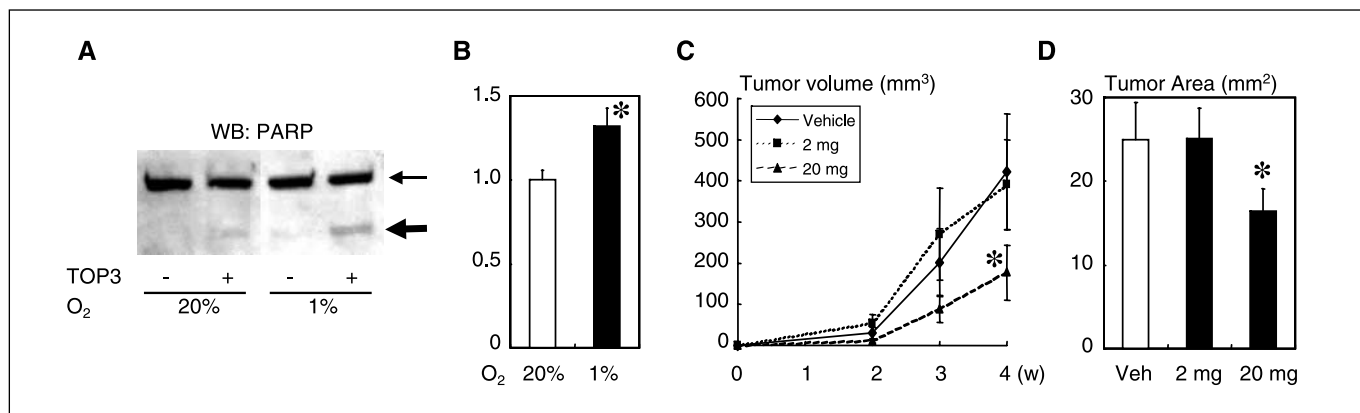 A
WB: PARP
TOP3 - + - +
O₂ 20% 1%
B
1.5
1.0
0.5
0
*
O₂ 20% 1%
C
Tumor volume (mm³)
600
500
400
300
200
100
0
Vehicle
2 mg
20 mg
*
0 1 2 3 4 (w)
D
Tumor Area (mm²)
30
20
10
0
*
Veh 2 mg 20 mg